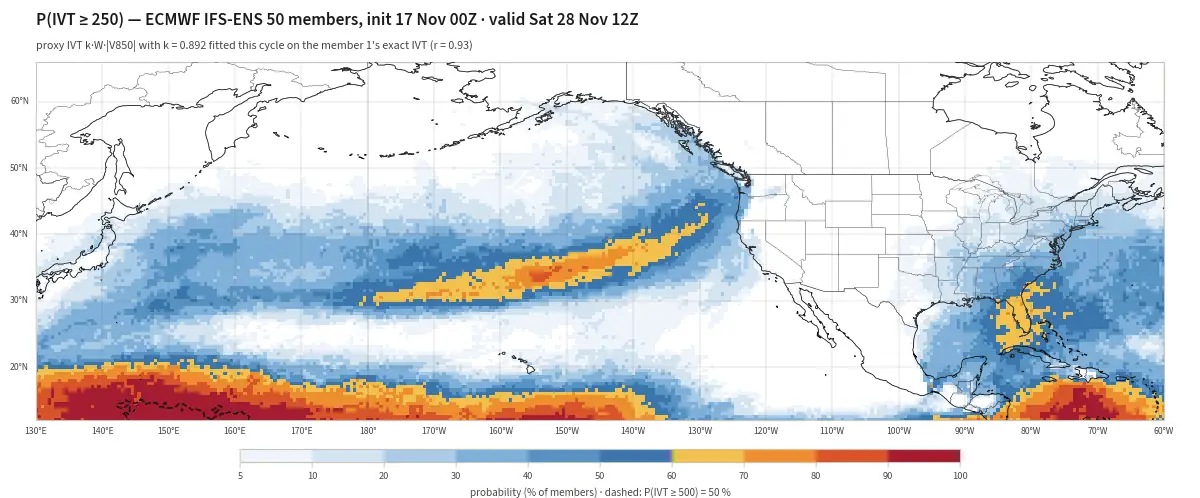 P(IVT ≥ 250) — ECMWF IFS-ENS 50 members, init 17 Nov 00Z · valid Sat 28 Nov 12Z
proxy IVT k·W·|V850| with k = 0.892 fitted this cycle on the member 1's exact IVT (r = 0.93)
60°N
50°N
40°N
30°N
20°N
130°E 140°E 150°E 160°E 170°E 180° 170°W 160°W 150°W 140°W 130°W 120°W 110°W 100°W 90°W 80°W 70°W 60°W
5 10 20 30 40 50 60 70 80 90 100
probability (% of members) · dashed: P(IVT ≥ 500) = 50 %